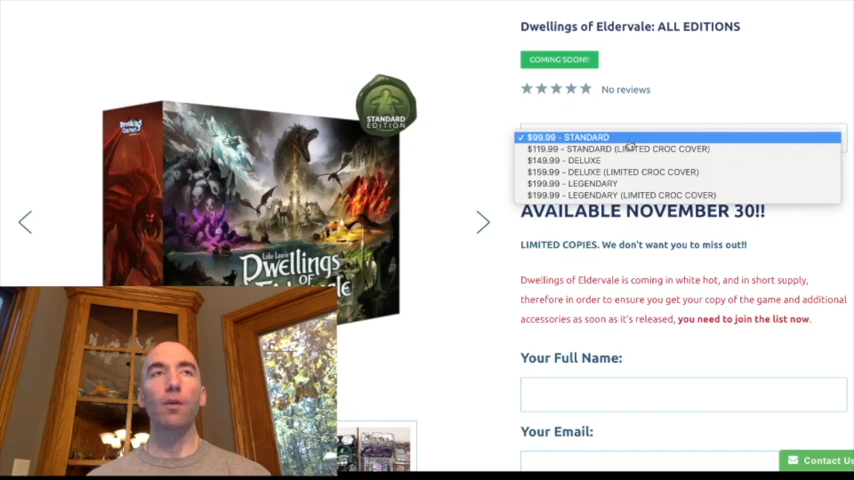 Dwellings of Eldervale: ALL EDITIONS
COMING SOON!!
No reviews
STANDARD
EDITION
✓ $99.99 - STANDARD
$119.99 - STANDARD (LIMITED CROC COVER)
$149.99 - DELUXE
$159.99 - DELUXE (LIMITED CROC COVER)
$199.99 - LEGENDARY
$199.99 - LEGENDARY (LIMITED CROC COVER)
AVAILABLE NOVEMBER 30!!
LIMITED COPIES. We don't want you to miss out!!
Dwellings
OF
Dwellings of Eldervale is coming in white hot, and in short supply,
therefore in order to ensure you get your copy of the game and additional
accessories as soon as it's released, you need to join the list now.
Your Full Name:
Your Email:
Contact Us